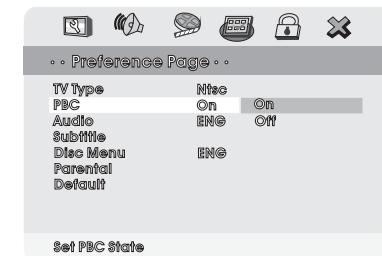 ·· Preference Page ··
TV Type Ntsc
PBC On On
Audio ENG Off
Subtitle
Disc Menu ENG
Parental
Default
Set PBC State